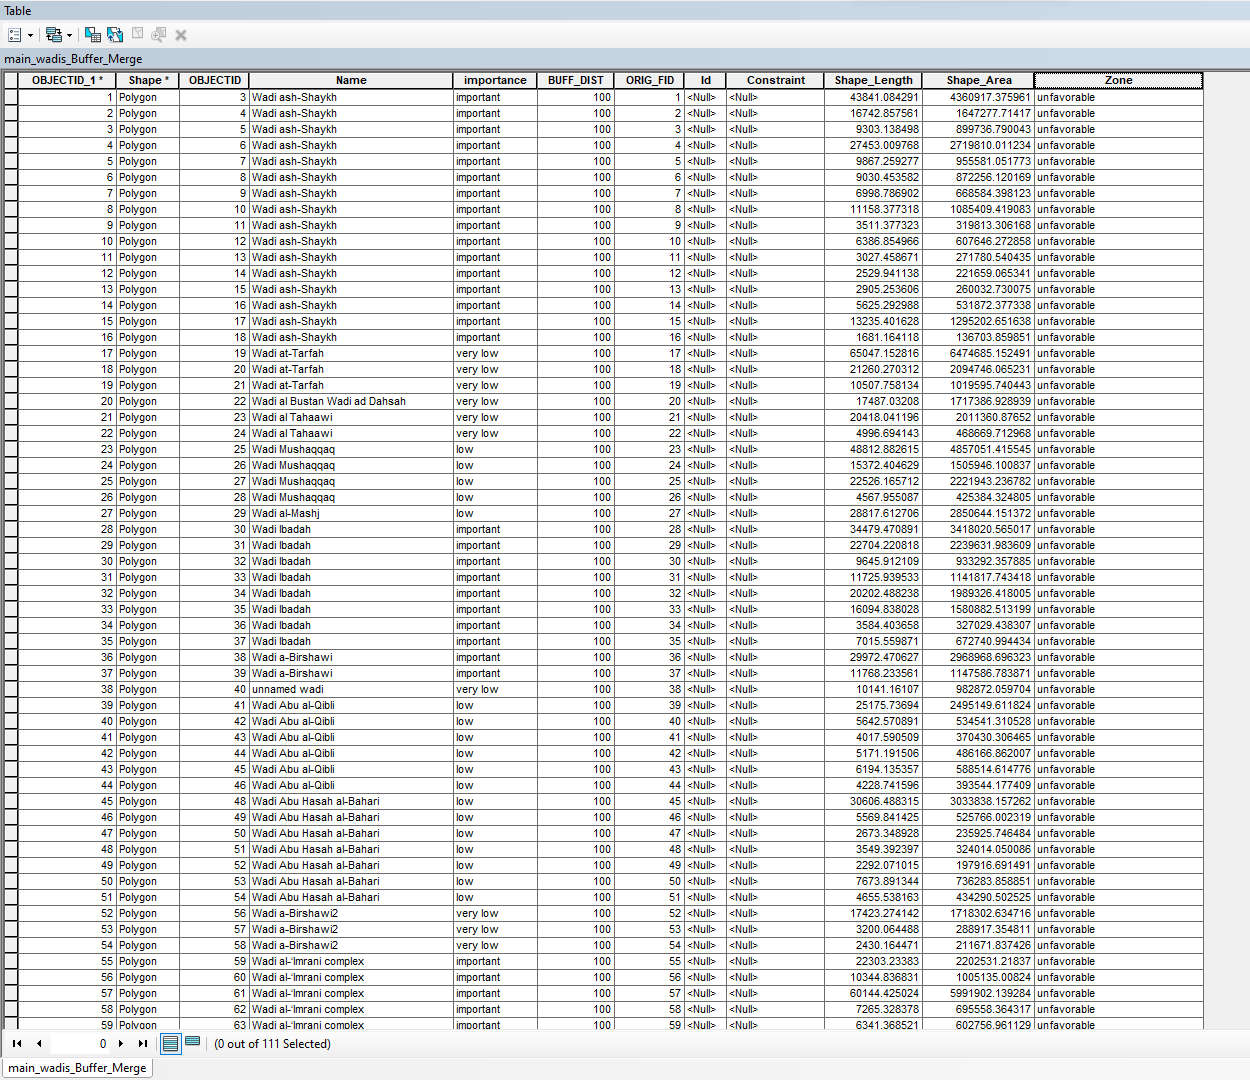 Table
main_wadis_Buffer_Merge
OBJECTID_1 * Shape * OBJECTID Name importance BUFF_DIST ORIG_FID Id Constraint Shape_Length Shape_Area Zone
1 Polygon 3 Wadi ash-Shaykh important 100 1 <Null> <Null> 43841.084291 4360917.375961 unfavorable
2 Polygon 4 Wadi ash-Shaykh important 100 2 <Null> <Null> 16742.857561 1647277.71417 unfavorable
3 Polygon 5 Wadi ash-Shaykh important 100 3 <Null> <Null> 9303.138498 899736.790043 unfavorable
4 Polygon 6 Wadi ash-Shaykh important 100 4 <Null> <Null> 27453.009768 2719810.011234 unfavorable
5 Polygon 7 Wadi ash-Shaykh important 100 5 <Null> <Null> 9867.259277 955581.051773 unfavorable
6 Polygon 8 Wadi ash-Shaykh important 100 6 <Null> <Null> 9030.453582 872256.120169 unfavorable
7 Polygon 9 Wadi ash-Shaykh important 100 7 <Null> <Null> 6998.786902 668584.398123 unfavorable
8 Polygon 10 Wadi ash-Shaykh important 100 8 <Null> <Null> 11158.377318 1085409.419083 unfavorable
9 Polygon 11 Wadi ash-Shaykh important 100 9 <Null> <Null> 3511.377323 319813.306168 unfavorable
10 Polygon 12 Wadi ash-Shaykh important 100 10 <Null> <Null> 6386.854966 607646.272858 unfavorable
11 Polygon 13 Wadi ash-Shaykh important 100 11 <Null> <Null> 3027.458671 271780.540435 unfavorable
12 Polygon 14 Wadi ash-Shaykh important 100 12 <Null> <Null> 2529.941138 221659.065341 unfavorable
13 Polygon 15 Wadi ash-Shaykh important 100 13 <Null> <Null> 2905.253606 260032.730075 unfavorable
14 Polygon 16 Wadi ash-Shaykh important 100 14 <Null> <Null> 5625.292988 531872.377338 unfavorable
15 Polygon 17 Wadi ash-Shaykh important 100 15 <Null> <Null> 13235.401628 1295202.651638 unfavorable
16 Polygon 18 Wadi ash-Shaykh important 100 16 <Null> <Null> 1681.164118 136703.859851 unfavorable
17 Polygon 19 Wadi at-Tarfah very low 100 17 <Null> <Null> 65047.152816 6474685.152491 unfavorable
18 Polygon 20 Wadi at-Tarfah very low 100 18 <Null> <Null> 21260.270312 2094746.065231 unfavorable
19 Polygon 21 Wadi at-Tarfah very low 100 19 <Null> <Null> 10507.758134 1019595.740443 unfavorable
20 Polygon 22 Wadi al Bustan Wadi ad Dahsah very low 100 20 <Null> <Null> 17487.03208 1717386.928939 unfavorable
21 Polygon 23 Wadi al Tahaawi very low 100 21 <Null> <Null> 20418.041196 2011360.87652 unfavorable
22 Polygon 24 Wadi al Tahaawi very low 100 22 <Null> <Null> 4996.694143 468669.712968 unfavorable
23 Polygon 25 Wadi Mushaqqaq low 100 23 <Null> <Null> 48812.882615 4857051.415545 unfavorable
24 Polygon 26 Wadi Mushaqqaq low 100 24 <Null> <Null> 15372.404629 1505946.100837 unfavorable
25 Polygon 27 Wadi Mushaqqaq low 100 25 <Null> <Null> 22526.165712 2221943.236782 unfavorable
26 Polygon 28 Wadi Mushaqqaq low 100 26 <Null> <Null> 4567.955087 425384.324805 unfavorable
27 Polygon 29 Wadi al-Mashj low 100 27 <Null> <Null> 28817.612706 2850644.151372 unfavorable
28 Polygon 30 Wadi Ibadah important 100 28 <Null> <Null> 34479.470891 3418020.565017 unfavorable
29 Polygon 31 Wadi Ibadah important 100 29 <Null> <Null> 22704.220818 2239631.983609 unfavorable
30 Polygon 32 Wadi Ibadah important 100 30 <Null> <Null> 9645.912109 933292.357885 unfavorable
31 Polygon 33 Wadi Ibadah important 100 31 <Null> <Null> 11725.939533 1141817.743418 unfavorable
32 Polygon 34 Wadi Ibadah important 100 32 <Null> <Null> 20202.488238 1989326.418005 unfavorable
33 Polygon 35 Wadi Ibadah important 100 33 <Null> <Null> 16094.838028 1580882.513199 unfavorable
34 Polygon 36 Wadi Ibadah important 100 34 <Null> <Null> 3584.403658 327029.438307 unfavorable
35 Polygon 37 Wadi Ibadah important 100 35 <Null> <Null> 7015.559871 672740.994434 unfavorable
36 Polygon 38 Wadi a-Birshawi important 100 36 <Null> <Null> 29972.470627 2968968.696323 unfavorable
37 Polygon 39 Wadi a-Birshawi important 100 37 <Null> <Null> 11768.233561 1147586.783871 unfavorable
38 Polygon 40 unnamed wadi very low 100 38 <Null> <Null> 10141.16107 982872.059704 unfavorable
39 Polygon 41 Wadi Abu al-Qibli low 100 39 <Null> <Null> 25175.73694 2495149.611824 unfavorable
40 Polygon 42 Wadi Abu al-Qibli low 100 40 <Null> <Null> 5642.570891 534541.310528 unfavorable
41 Polygon 43 Wadi Abu al-Qibli low 100 41 <Null> <Null> 4017.590509 370430.306465 unfavorable
42 Polygon 44 Wadi Abu al-Qibli low 100 42 <Null> <Null> 5171.191506 486166.862007 unfavorable
43 Polygon 45 Wadi Abu al-Qibli low 100 43 <Null> <Null> 6194.135357 588514.614776 unfavorable
44 Polygon 46 Wadi Abu al-Qibli low 100 44 <Null> <Null> 4228.741596 393544.177409 unfavorable
45 Polygon 48 Wadi Abu Hasah al-Bahari low 100 45 <Null> <Null> 30606.488315 3033838.157262 unfavorable
46 Polygon 49 Wadi Abu Hasah al-Bahari low 100 46 <Null> <Null> 5569.841425 525766.002319 unfavorable
47 Polygon 50 Wadi Abu Hasah al-Bahari low 100 47 <Null> <Null> 2673.348928 235925.746484 unfavorable
48 Polygon 51 Wadi Abu Hasah al-Bahari low 100 48 <Null> <Null> 3549.392397 324014.050086 unfavorable
49 Polygon 52 Wadi Abu Hasah al-Bahari low 100 49 <Null> <Null> 2292.071015 197916.691491 unfavorable
50 Polygon 53 Wadi Abu Hasah al-Bahari low 100 50 <Null> <Null> 7673.891344 736283.858851 unfavorable
51 Polygon 54 Wadi Abu Hasah al-Bahari low 100 51 <Null> <Null> 4655.538163 434290.502525 unfavorable
52 Polygon 56 Wadi a-Birshawi2 very low 100 52 <Null> <Null> 17423.274142 1718302.634716 unfavorable
53 Polygon 57 Wadi a-Birshawi2 very low 100 53 <Null> <Null> 3200.064488 288917.354811 unfavorable
54 Polygon 58 Wadi a-Birshawi2 very low 100 54 <Null> <Null> 2430.164471 211671.837426 unfavorable
55 Polygon 59 Wadi al-'Imrani complex important 100 55 <Null> <Null> 22303.23383 2202531.21837 unfavorable
56 Polygon 60 Wadi al-'Imrani complex important 100 56 <Null> <Null> 10344.836831 1005135.00824 unfavorable
57 Polygon 61 Wadi al-'Imrani complex important 100 57 <Null> <Null> 60144.425024 5991902.139284 unfavorable
58 Polygon 62 Wadi al-'Imrani complex important 100 58 <Null> <Null> 7265.328378 695558.364317 unfavorable
59 Polygon 63 Wadi al-'Imrani complex important 100 59 <Null> <Null> 6341.368521 602756.961129 unfavorable
0 (0 out of 111 Selected)
main_wadis_Buffer_Merge